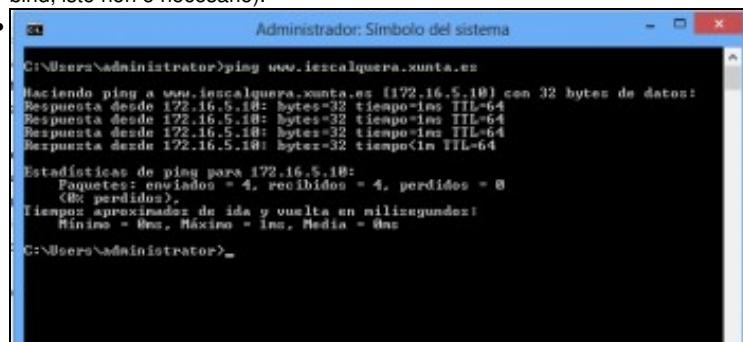 bind, isto non é necesario).
Administrador: Símbolo del sistema
C:\Users\administrator>ping www.iescalquera.xunta.es
Haciendo ping a www.iescalquera.xunta.es [172.16.5.10] con 32 bytes de datos:
Respuesta desde 172.16.5.10: bytes=32 tiempo=1ms TTL=64
Respuesta desde 172.16.5.10: bytes=32 tiempo=1ms TTL=64
Respuesta desde 172.16.5.10: bytes=32 tiempo=1ms TTL=64
Respuesta desde 172.16.5.10: bytes=32 tiempo<1m TTL=64
Estadísticas de ping para 172.16.5.10:
Paquetes: enviados = 4, recibidos = 4, perdidos = 0
(0% perdidos),
Tiempos aproximados de ida y vuelta en milisegundos:
Mínimo = 0ms, Máximo = 1ms, Media = 0ms
C:\Users\administrator>_